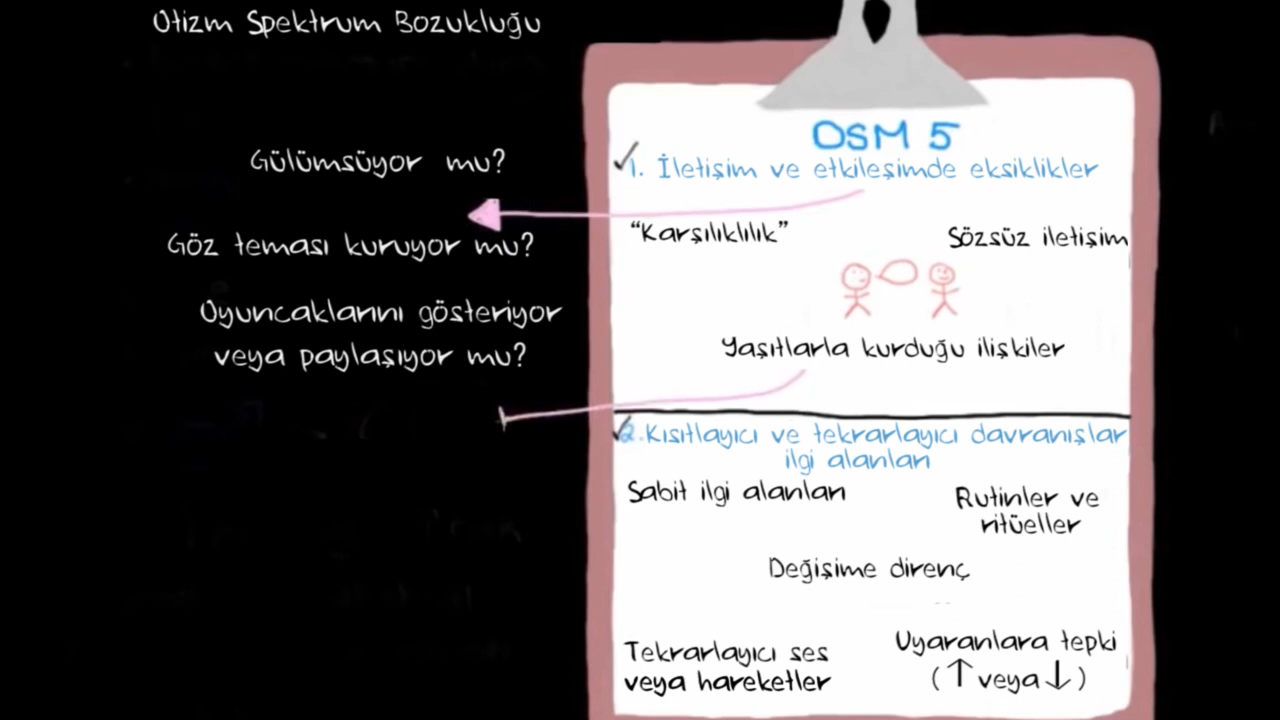 Otizm Spektrum Bozukluğu
Gülümsüyor mu?
Göz teması kuruyor mu?
Oyuncaklarını gösteriyor
veya paylaşıyor mu?
DSM 5
1. İletişim ve etkileşimde eksiklikler
"Karşılıklılık"
Sözsüz iletişim
Yaşıtlarla kurduğu ilişkiler
2. Kısıtlayıcı ve tekrarlayıcı davranışlar
ilgi alanları
Sabit ilgi alanları
Rutinler ve
ritüeller
Değişime direnç
Tekrarlayıcı ses
veya hareketler
Uyaranlara tepki
(↑ veya ↓)